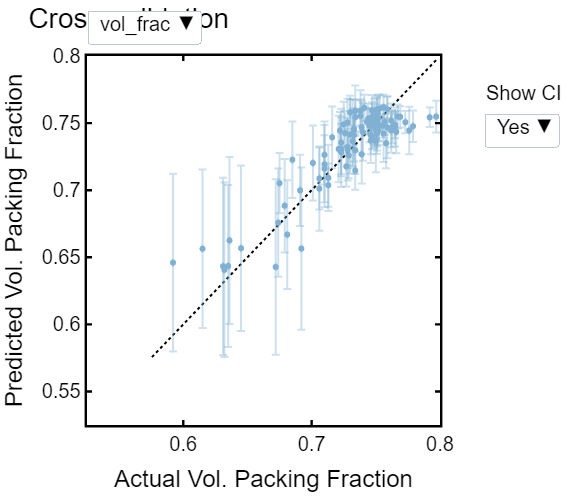 Cros
on
vol_frac ▼
Show CI
Yes ▼
Predicted Vol. Packing Fraction
0.8
0.75
0.7
0.65
0.6
0.55
0.6
0.7
0.8
Actual Vol. Packing Fraction